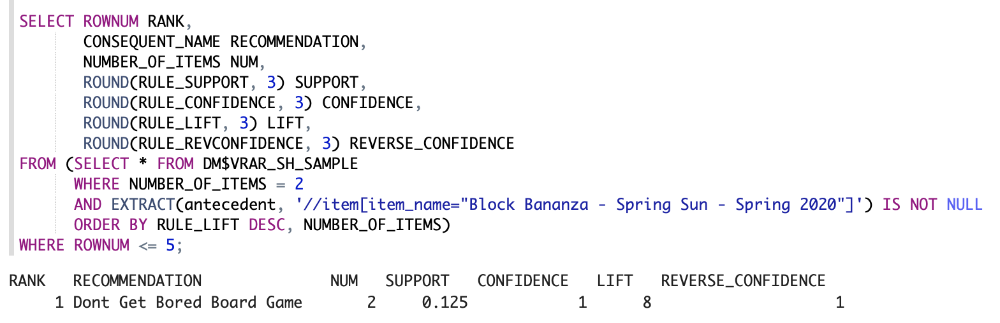 SELECT ROWNUM RANK,
CONSEQUENT_NAME RECOMMENDATION,
NUMBER_OF_ITEMS NUM,
ROUND(RULE_SUPPORT, 3) SUPPORT,
ROUND(RULE_CONFIDENCE, 3) CONFIDENCE,
ROUND(RULE_LIFT, 3) LIFT,
ROUND(RULE_REVCONFIDENCE, 3) REVERSE_CONFIDENCE
FROM (SELECT * FROM DM$VRAR_SH_SAMPLE
WHERE NUMBER_OF_ITEMS = 2
AND EXTRACT(antecedent, '//item[item_name="Block Bananza - Spring Sun - Spring 2020"]') IS NOT NULL
ORDER BY RULE_LIFT DESC, NUMBER_OF_ITEMS)
WHERE ROWNUM <= 5;
RANK RECOMMENDATION NUM SUPPORT CONFIDENCE LIFT REVERSE_CONFIDENCE
1 Dont Get Bored Board Game 2 0.125 1 8 1